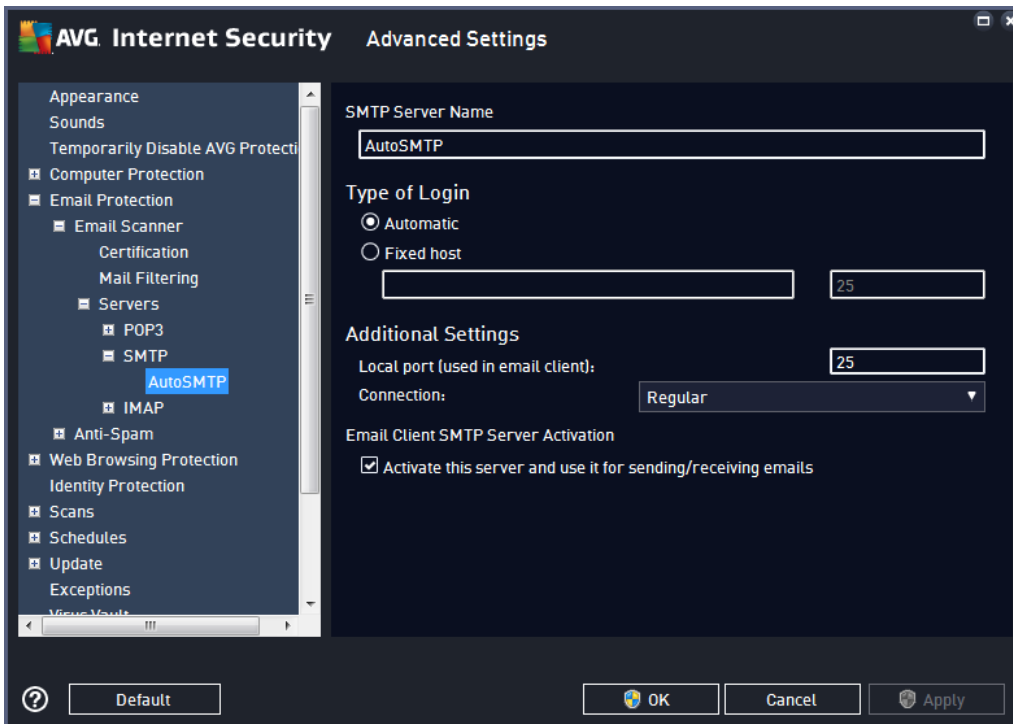 AVG Internet Security Advanced Settings
Appearance
Sounds
Temporarily Disable AVG Protecti
Computer Protection
Email Protection
Email Scanner
Certification
Mail Filtering
Servers
POP3
SMTP
AutoSMTP
IMAP
Anti-Spam
Web Browsing Protection
Identity Protection
Scans
Schedules
Update
Exceptions
Virus Vault
SMTP Server Name
AutoSMTP
Type of Login
Automatic
Fixed host
25
Additional Settings
Local port (used in email client):
25
Connection:
Regular
Email Client SMTP Server Activation
Activate this server and use it for sending/receiving emails
? Default OK Cancel Apply